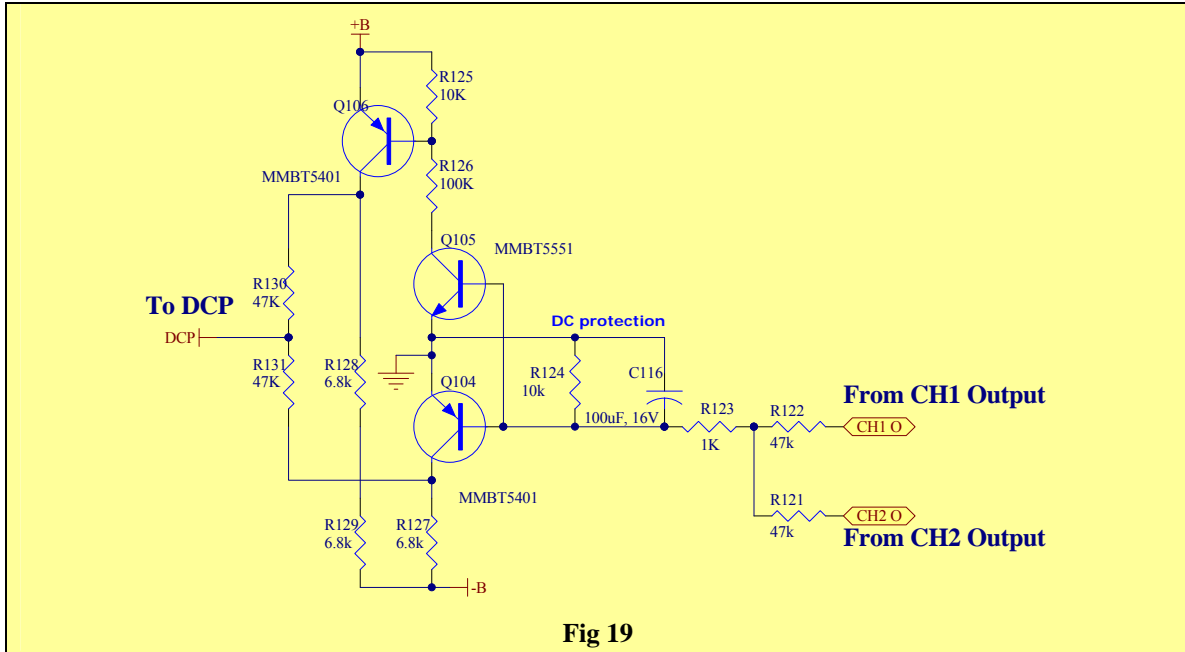 +B
R125
10K
Q106
R126
100K
MMBT5401
Q105
MMBT5551
R130
47K
To DCP
DC protection
DCP
R131
47K
R128
6.8k
R124
10k
C116
Q104
From CH1 Output
100uF, 16V
R123
1K
R122
47k
CH1 O
MMBT5401
R121
47k
CH2 O
From CH2 Output
R129
6.8k
R127
6.8k
-B
Fig 19